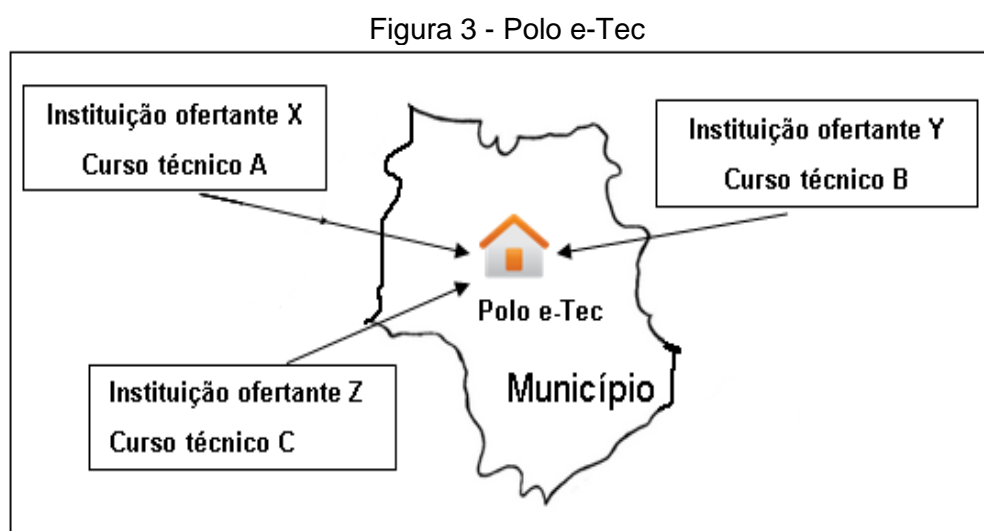 Figura 3 - Polo e-Tec
Instituição ofertante X
Curso técnico A
Instituição ofertante Y
Curso técnico B
Polo e-Tec
Município
Instituição ofertante Z
Curso técnico C